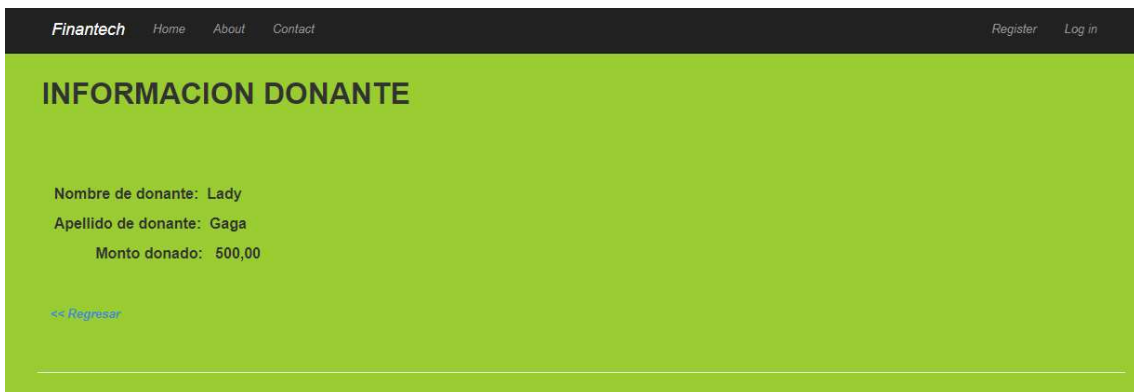 Finantech Home About Contact Register Log in
INFORMACION DONANTE
Nombre de donante: Lady
Apellido de donante: Gaga
Monto donado: 500,00
<< Regresar